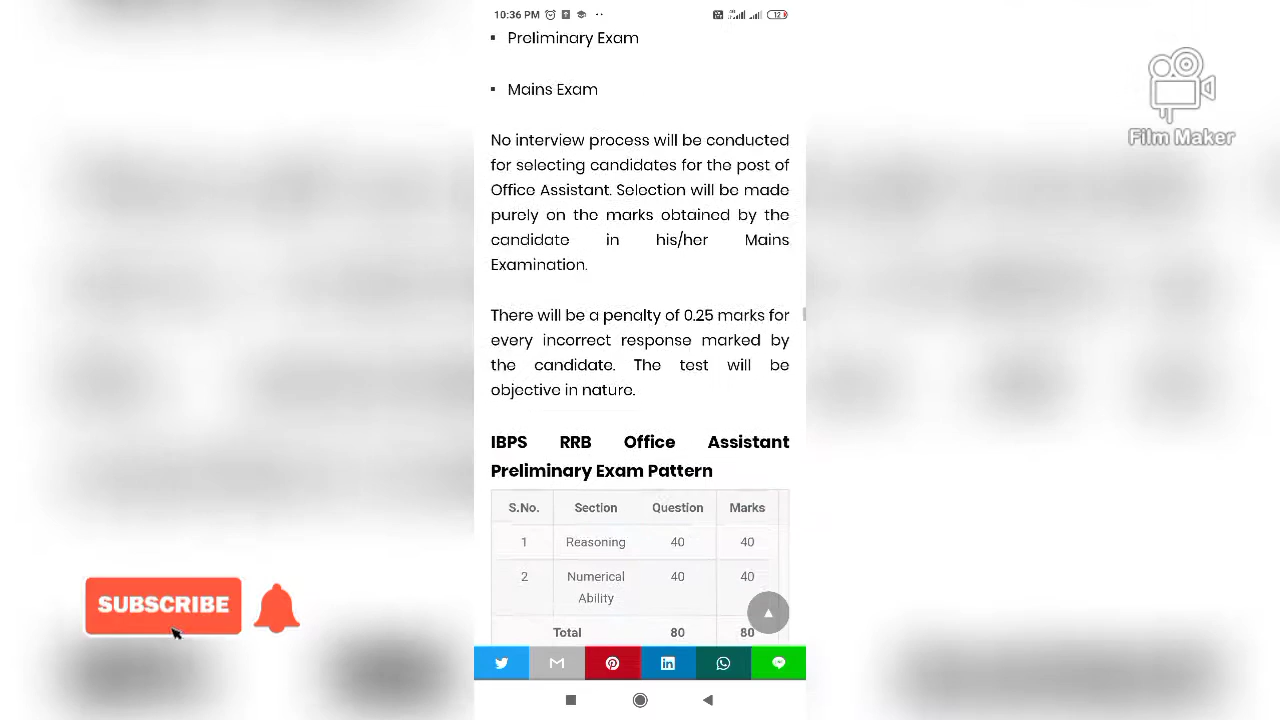 10:36 PM
12
Preliminary Exam
Mains Exam
Film Maker
No interview process will be conducted
for selecting candidates for the post of
Office Assistant. Selection will be made
purely on the marks obtained by the
candidate in his/her Mains
Examination.
There will be a penalty of 0.25 marks for
every incorrect response marked by
the candidate. The test will be
objective in nature.
IBPS RRB Office Assistant
Preliminary Exam Pattern
S.No. Section Question Marks
1 Reasoning 40 40
2 Numerical Ability 40 40
Total 80 80
SUBSCRIBE